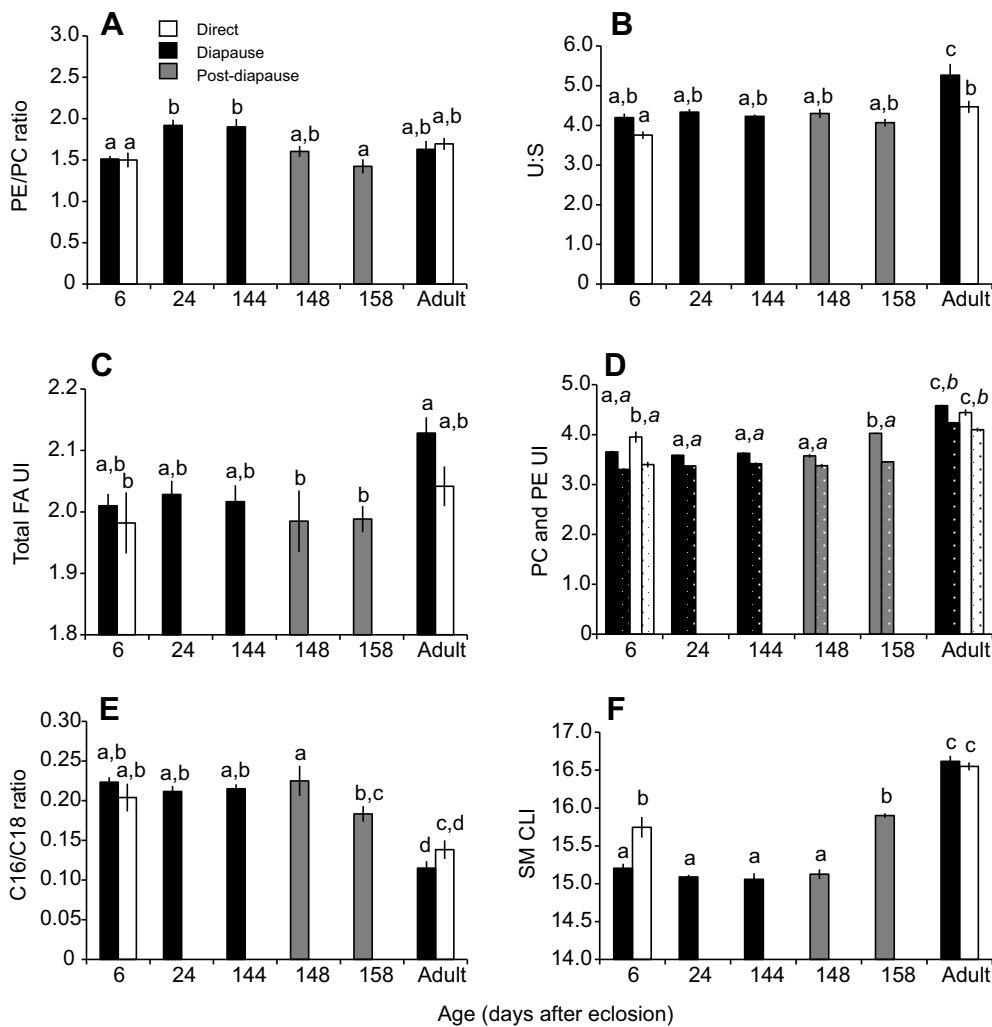 A
Direct
Diapause
Post-diapause
PE/PC ratio
3.0
2.5
2.0
1.5
1.0
0.5
0
a a b b a,b a a,b a,b
6 24 144 148 158 Adult
B
U:S
6.0
5.0
4.0
3.0
2.0
1.0
0
a,b a a,b a,b a,b a,b c b
6 24 144 148 158 Adult
C
Total FA UI
2.2
2.1
2.0
1.9
1.8
a,b b a,b a,b b b a a,b
6 24 144 148 158 Adult
D
PC and PE UI
5.0
4.0
3.0
2.0
1.0
0
a,a b,a a,a a,a a,a b,a c,b c,b
6 24 144 148 158 Adult
E
C16/C18 ratio
0.30
0.25
0.20
0.15
0.10
0.05
0
a,b a,b a,b a,b a b,c d c,d
6 24 144 148 158 Adult
F
SM CLI
17.0
16.5
16.0
15.5
15.0
14.5
14.0
a b a a a b c c
6 24 144 148 158 Adult
Age (days after eclosion)